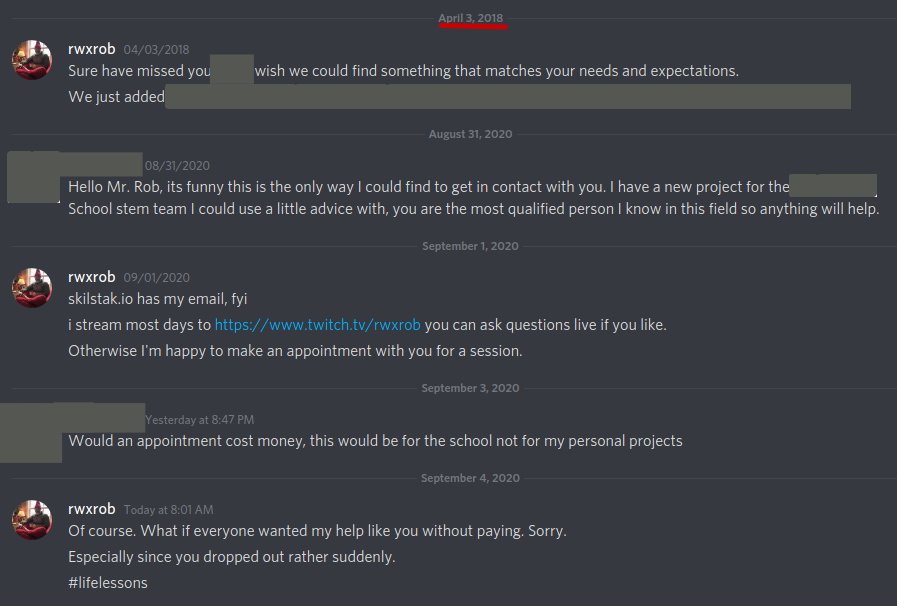 April 3, 2018
rwxrob 04/03/2018
Sure have missed you wish we could find something that matches your needs and expectations.
We just added
August 31, 2020
08/31/2020
Hello Mr. Rob, its funny this is the only way I could find to get in contact with you. I have a new project for the
School stem team I could use a little advice with, you are the most qualified person I know in this field so anything will help.
September 1, 2020
rwxrob 09/01/2020
skilstak.io has my email, fyi
i stream most days to https://www.twitch.tv/rwxrob you can ask questions live if you like.
Otherwise I'm happy to make an appointment with you for a session.
September 3, 2020
Yesterday at 8:47 PM
Would an appointment cost money, this would be for the school not for my personal projects
September 4, 2020
rwxrob Today at 8:01 AM
Of course. What if everyone wanted my help like you without paying. Sorry.
Especially since you dropped out rather suddenly.
#lifelessons